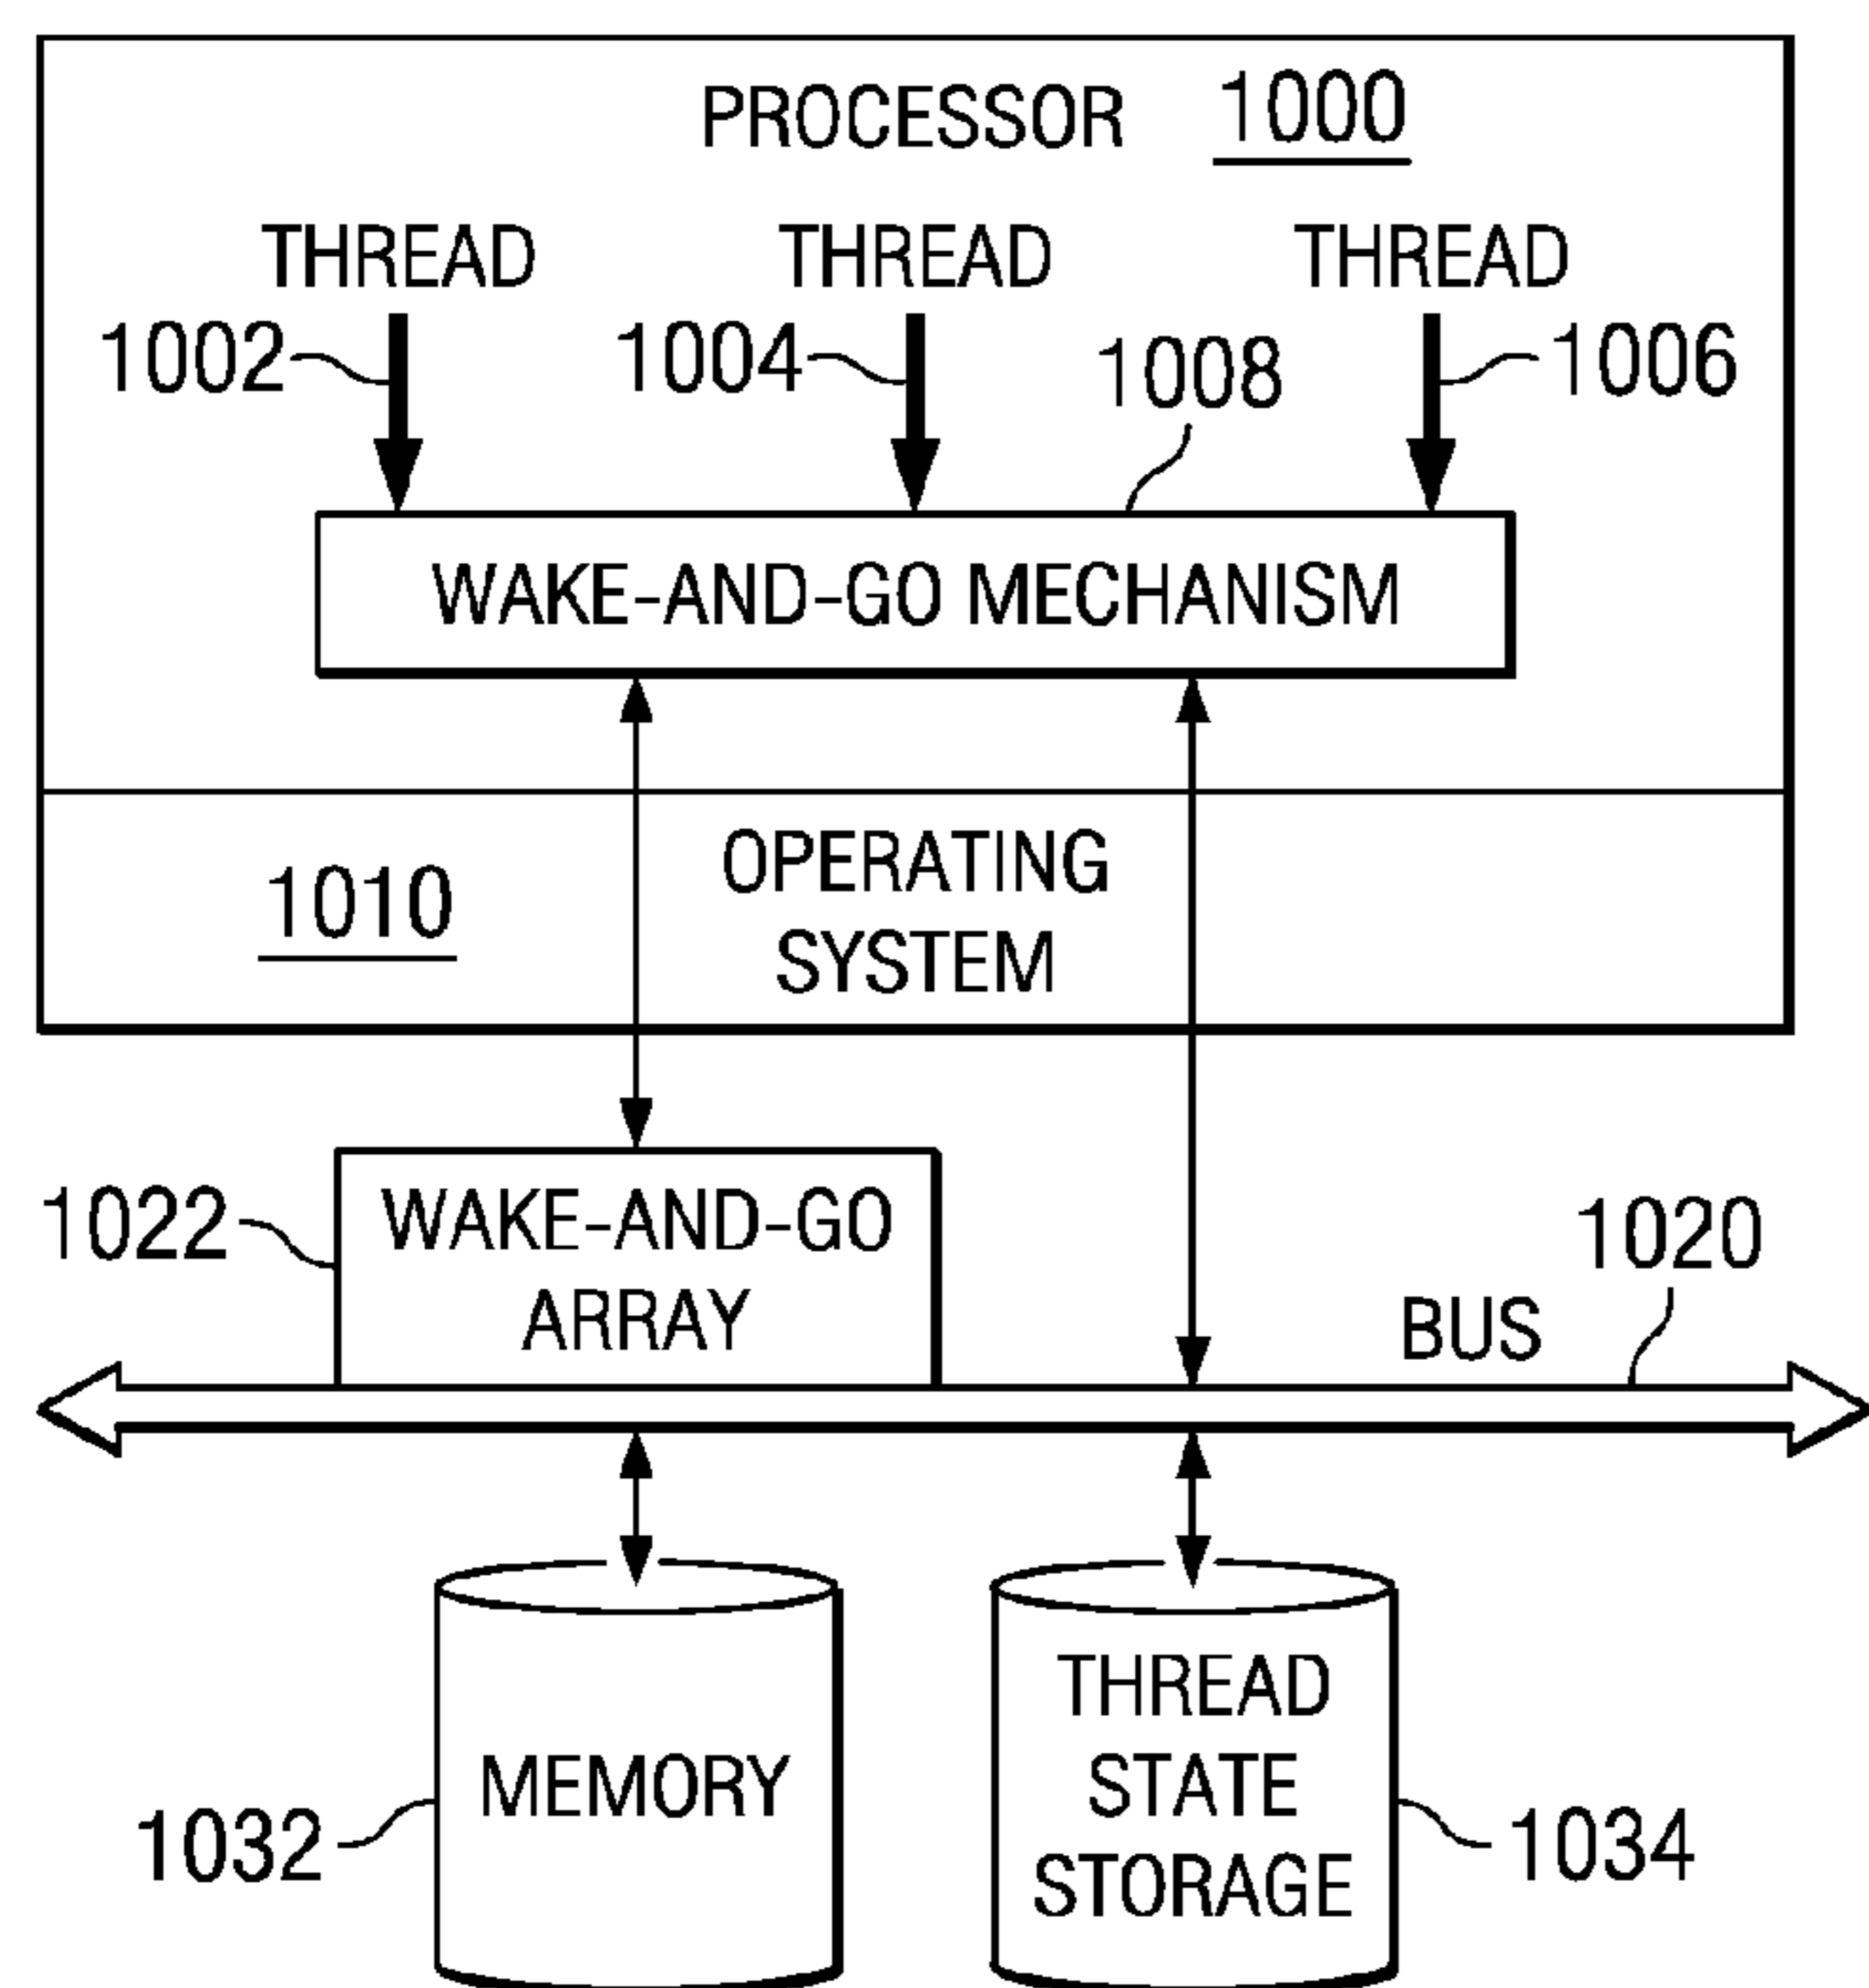 PROCESSOR 1000
THREAD THREAD THREAD
1002 1004 1008 1006
WAKE-AND-GO MECHANISM
OPERATING
1010
SYSTEM
1022
WAKE-AND-GO
1020
ARRAY
BUS
THREAD
MEMORY
STATE
1032
1034
STORAGE